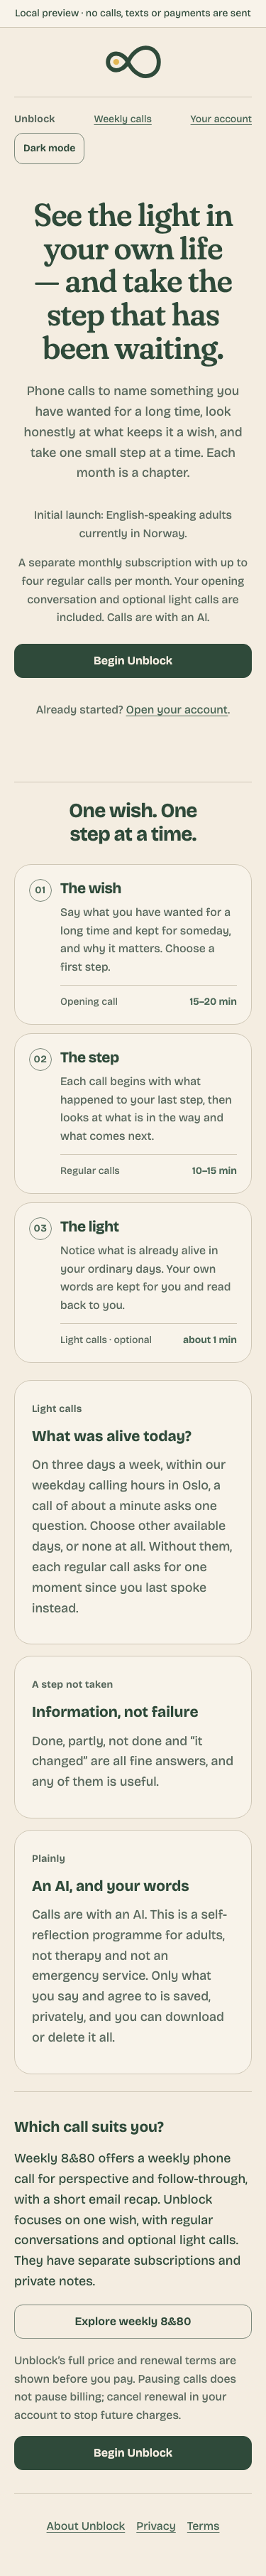 Local preview · no calls, texts or payments are sent
Unblock Weekly calls Your account
Dark mode
See the light in
your own life
— and take the
step that has
been waiting.
Phone calls to name something you
have wanted for a long time, look
honestly at what keeps it a wish, and
take one small step at a time. Each
month is a chapter.
Initial launch: English-speaking adults
currently in Norway.
A separate monthly subscription with up to
four regular calls per month. Your opening
conversation and optional light calls are
included. Calls are with an AI.
Begin Unblock
Already started? Open your account.
One wish. One
step at a time.
01 The wish
Say what you have wanted for a
long time and kept for someday,
and why it matters. Choose a
first step.
Opening call 15–20 min
02 The step
Each call begins with what
happened to your last step, then
looks at what is in the way and
what comes next.
Regular calls 10–15 min
03 The light
Notice what is already alive in
your ordinary days. Your own
words are kept for you and read
back to you.
Light calls · optional about 1 min
Light calls
What was alive today?
On three days a week, within our
weekday calling hours in Oslo, a
call of about a minute asks one
question. Choose other available
days, or none at all. Without them,
each regular call asks for one
moment since you last spoke
instead.
A step not taken
Information, not failure
Done, partly, not done and "it
changed" are all fine answers, and
any of them is useful.
Plainly
An AI, and your words
Calls are with an AI. This is a self-
reflection programme for adults,
not therapy and not an
emergency service. Only what
you say and agree to is saved,
privately, and you can download
or delete it all.
Which call suits you?
Weekly 8&80 offers a weekly phone
call for perspective and follow-through,
with a short email recap. Unblock
focuses on one wish, with regular
conversations and optional light calls.
They have separate subscriptions and
private notes.
Explore weekly 8&80
Unblock's full price and renewal terms are
shown before you pay. Pausing calls does
not pause billing; cancel renewal in your
account to stop future charges.
Begin Unblock
About Unblock Privacy Terms